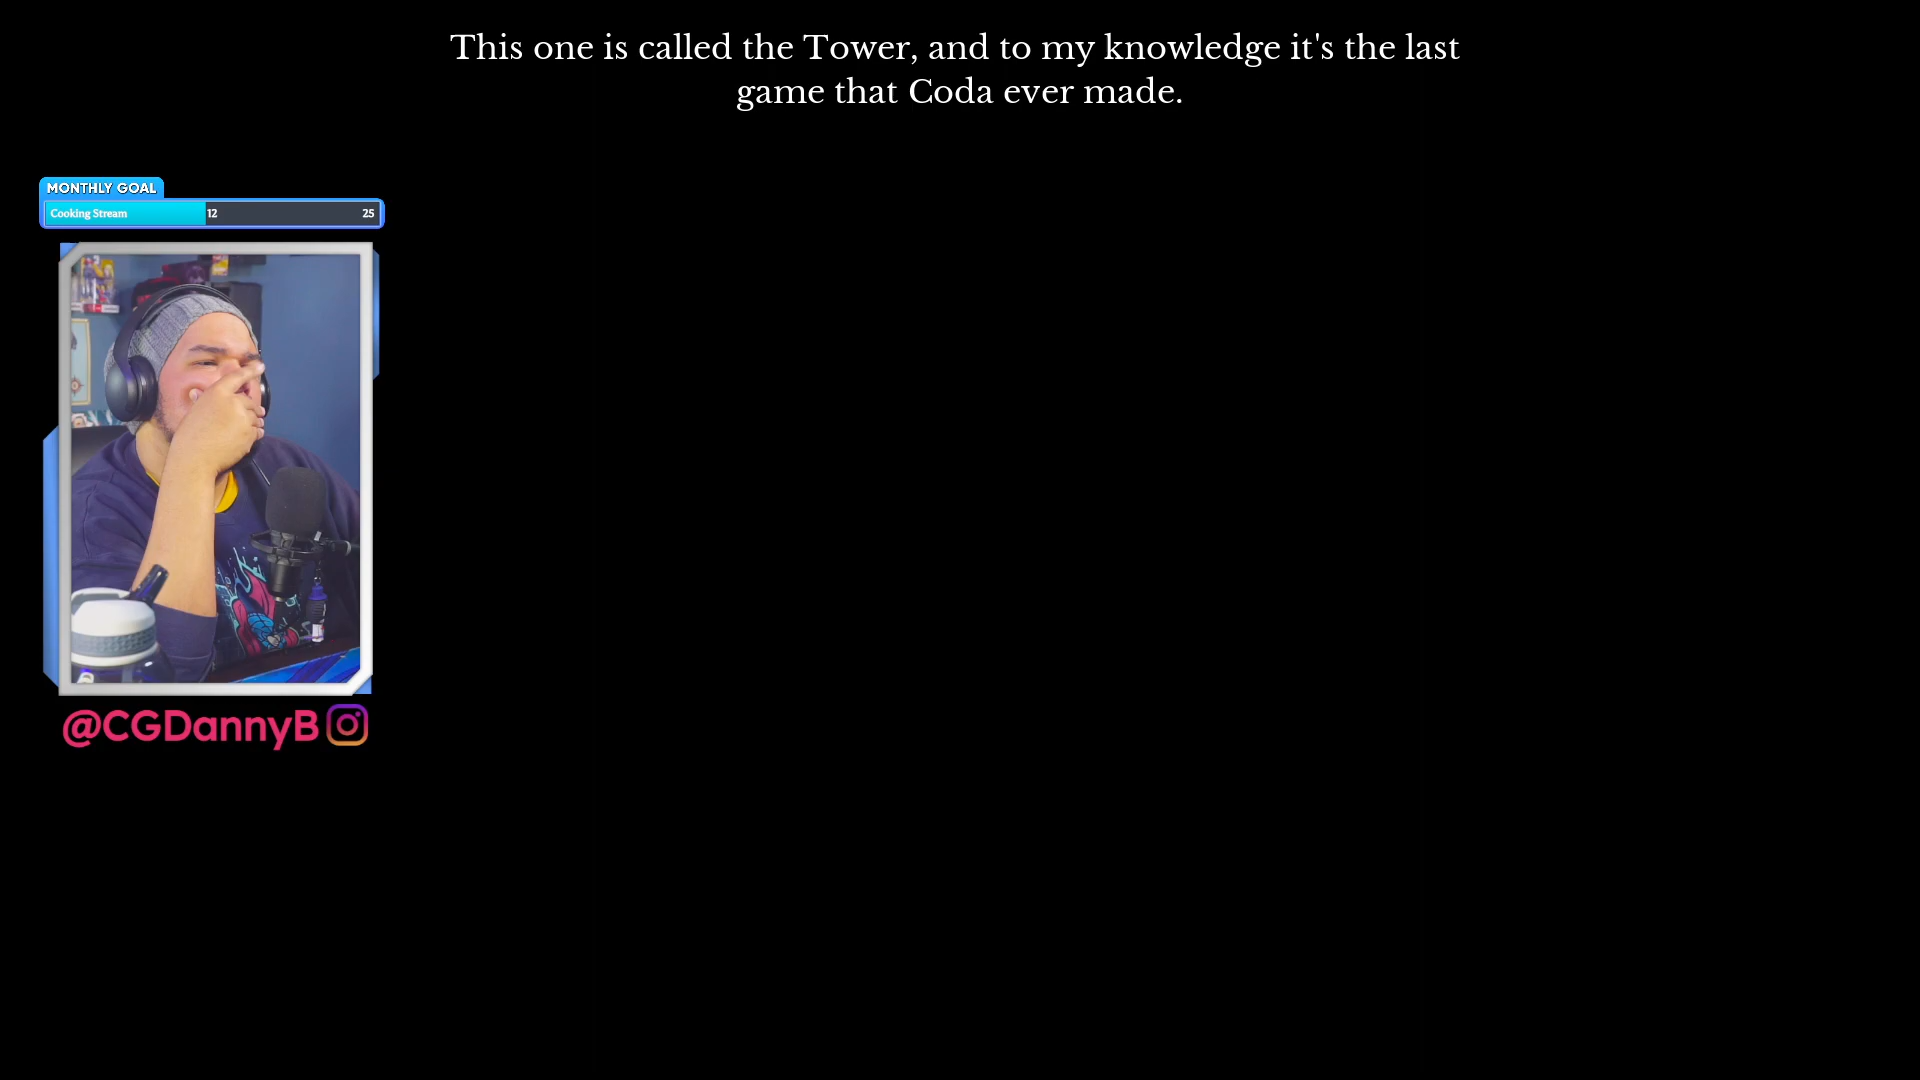 This one is called the Tower, and to my knowledge it's the last
game that Coda ever made.
MONTHLY GOAL
Cooking Stream 12 25
@CGDannyB